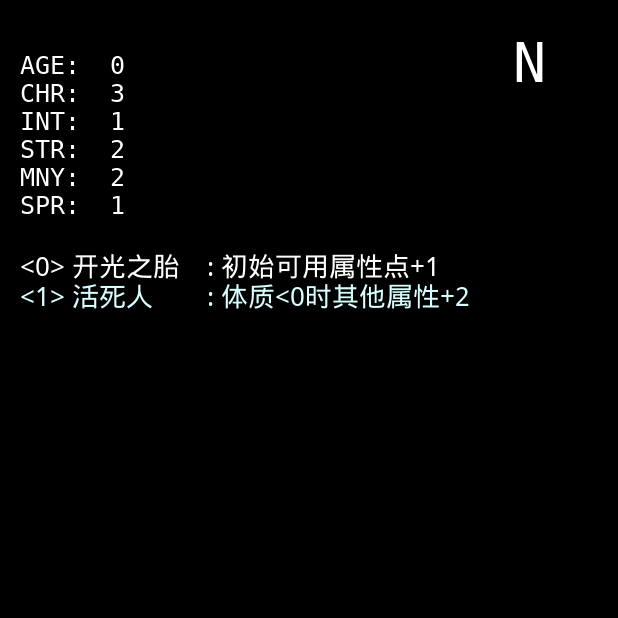 N
AGE: 0
CHR: 3
INT: 1
STR: 2
MNY: 2
SPR: 1
<0> 开光之胎 : 初始可用属性点+1
<1> 活死人 : 体质<0时其他属性+2